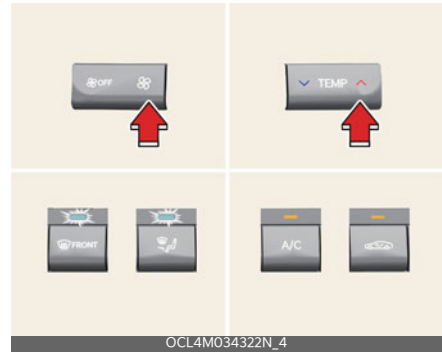 OFF
TEMP
FRONT
A/C
OCL4M034322N_4